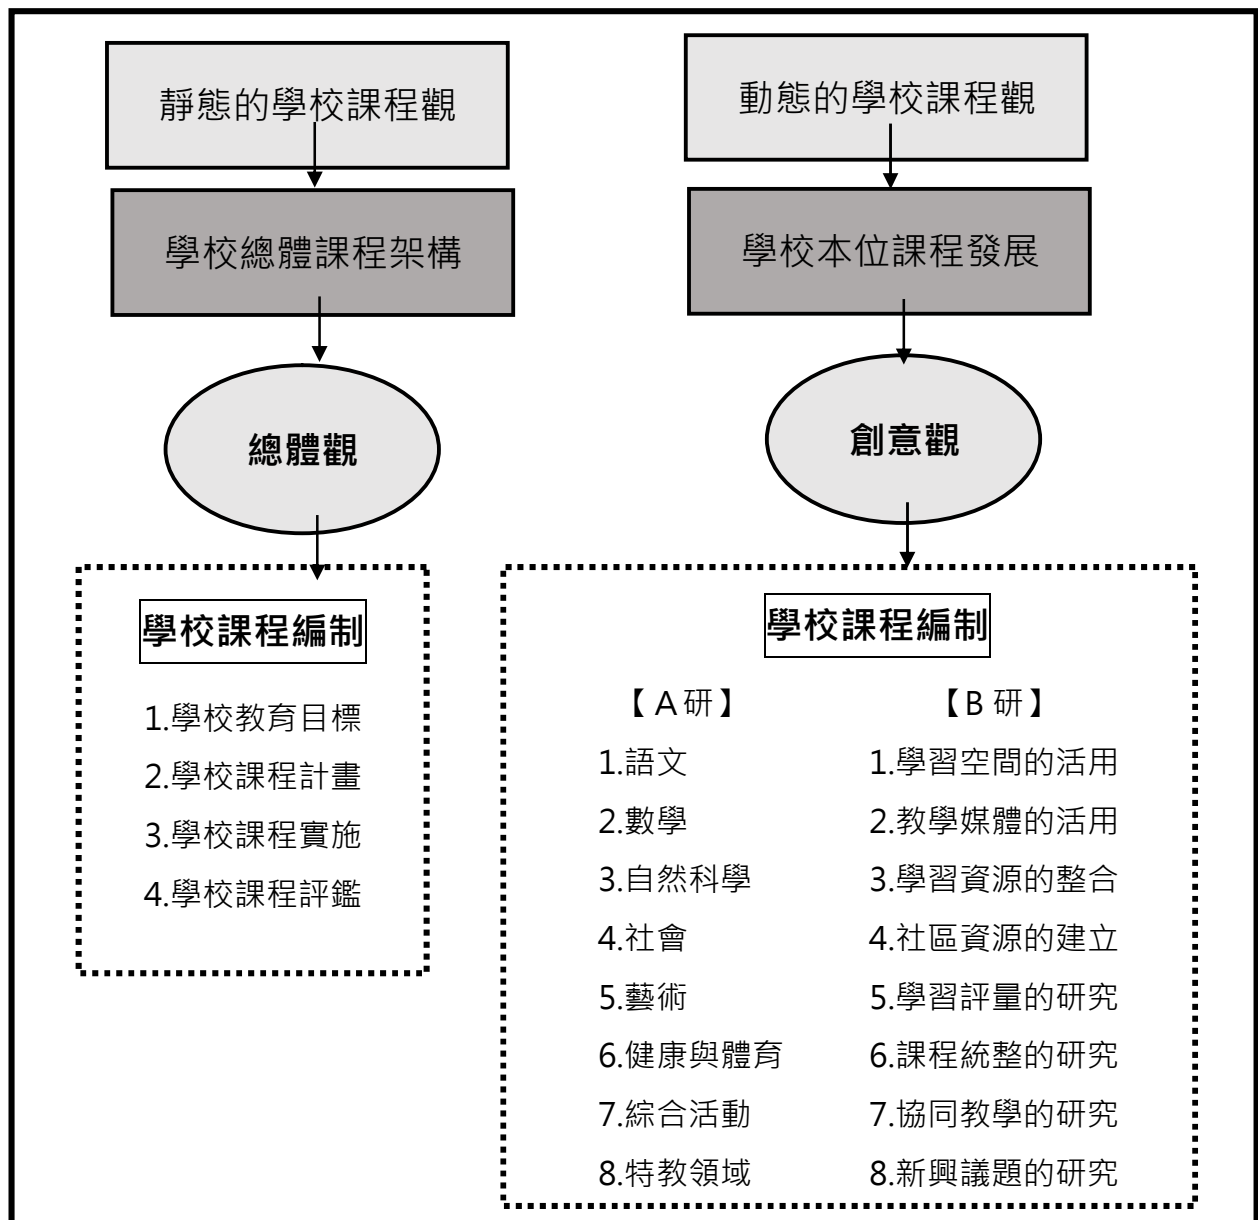 靜態的學校課程觀
學校總體課程架構
總體觀
學校課程編制
1.學校教育目標
2.學校課程計畫
3.學校課程實施
4.學校課程評鑑
動態的學校課程觀
學校本位課程發展
創意觀
學校課程編制
【A研】
1.語文
2.數學
3.自然科學
4.社會
5.藝術
6.健康與體育
7.綜合活動
8.特教領域
【B研】
1.學習空間的活用
2.教學媒體的活用
3.學習資源的整合
4.社區資源的建立
5.學習評量的研究
6.課程統整的研究
7.協同教學的研究
8.新興議題的研究